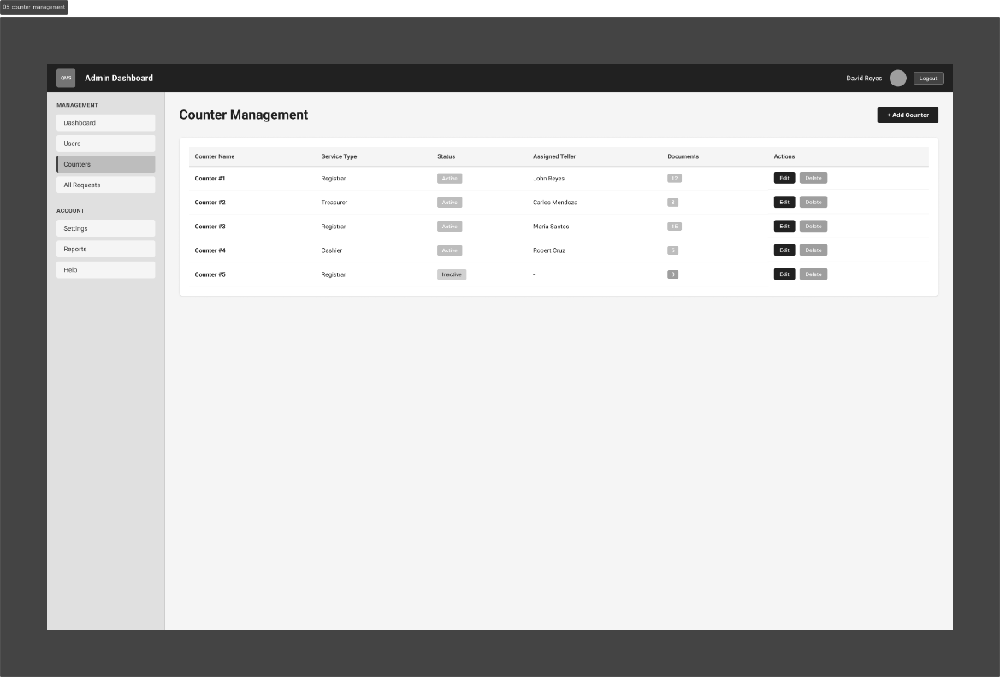 05_counter_management
QMS Admin Dashboard David Reyes Logout
MANAGEMENT
Dashboard
Users
Counters
All Requests
ACCOUNT
Settings
Reports
Help
Counter Management + Add Counter
Counter Name Service Type Status Assigned Teller Documents Actions
Counter #1 Registrar Active John Reyes 12 Edit Delete
Counter #2 Treasurer Active Carlos Mendoza 8 Edit Delete
Counter #3 Registrar Active Maria Santos 15 Edit Delete
Counter #4 Cashier Active Robert Cruz 5 Edit Delete
Counter #5 Registrar Inactive - 0 Edit Delete